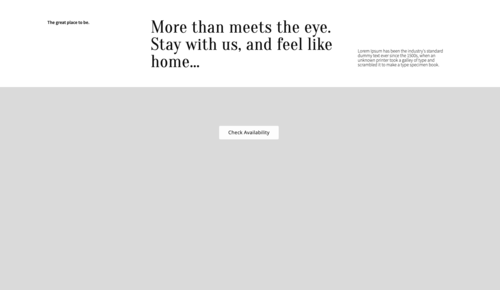 The great place to be.
More than meets the eye.
Stay with us, and feel like
home...
Lorem Ipsum has been the industry's standard
dummy text ever since the 1500s, when an
unknown printer took a galley of type and
scrambled it to make a type specimen book.
Check Availability